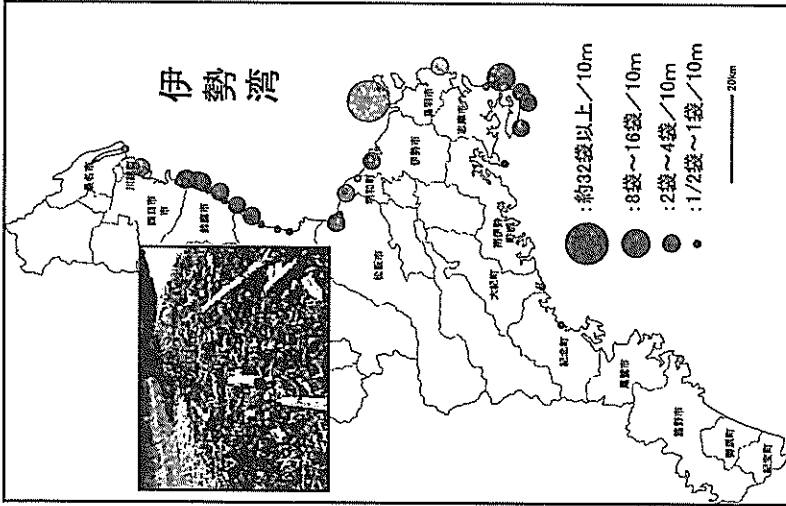 伊勢湾
桑名市
川越町
四日市市
鈴鹿市
明和町
伊勢市
鳥羽市
志摩市
松阪市
南伊勢町
大紀町
紀北町
尾鷲市
熊野市
御浜町
紀宝町
:約32袋以上/10m
:8袋~16袋/10m
:2袋~4袋/10m
:1/2袋~1袋/10m
20km